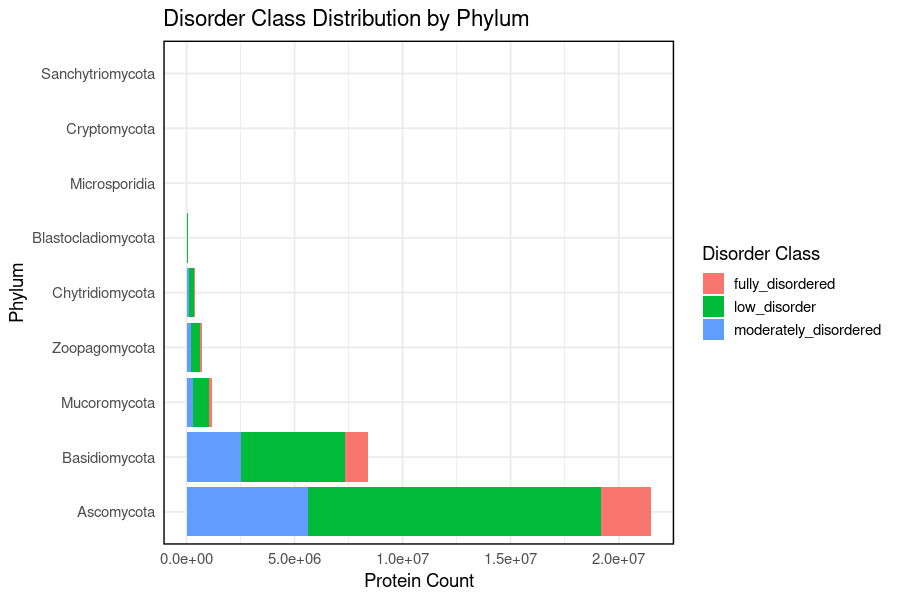 Disorder Class Distribution by Phylum
Phylum
Sanchytriomycota
Cryptomycota
Microsporidia
Blastocladiomycota
Chytridiomycota
Zoopagomycota
Mucoromycota
Basidiomycota
Ascomycota
0.0e+00 5.0e+06 1.0e+07 1.5e+07 2.0e+07
Protein Count
Disorder Class
fully_disordered
low_disorder
moderately_disordered